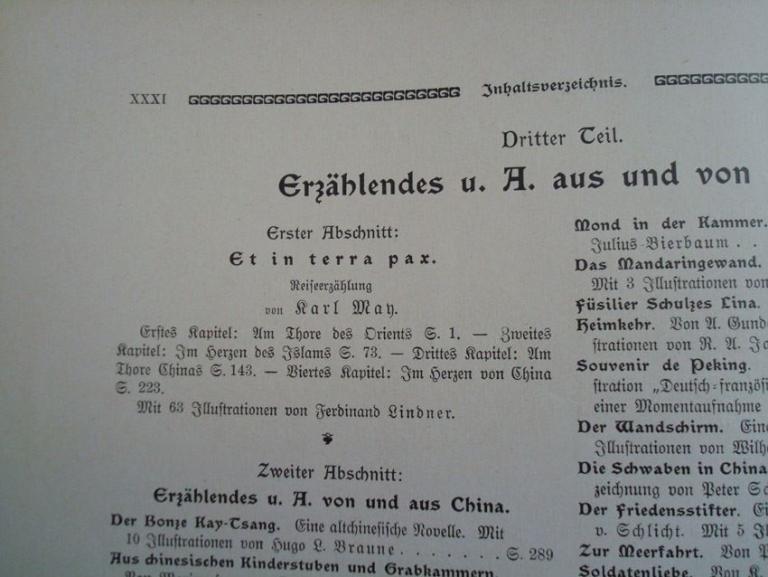 XXXI
Inhaltsverzeichnis.
Dritter Teil.
Erzählendes u. A. aus und von
Erster Abschnitt:
Et in terra pax.
Reiseerzählung
von Karl May.
Erstes Kapitel: Am Thore des Orients S. 1. — Zweites
Kapitel: Im Herzen des Islams S. 73. — Drittes Kapitel: Am
Thore Chinas S. 143. — Viertes Kapitel: Im Herzen von China
S. 223.
Mit 63 Illustrationen von Ferdinand Lindner.
Zweiter Abschnitt:
Erzählendes u. A. von und aus China.
Der Bonze Kay-Tsang. Eine altchinesische Novelle. Mit
10 Illustrationen von Hugo L. Braune . . . . . . . S. 289
Aus chinesischen Kinderstuben und Grabkammern.
Mond in der Kammer.
Julius Bierbaum . .
Das Mandaringewand.
Mit 3 Illustrationen von
Füsilier Schulzes Lina.
Heimkehr. Von A. Gund
strationen von R. A. Ja
Souvenir de Peking.
stration „Deutsch-französi
einer Momentaufnahme
Der Wandschirm. Eine
Illustrationen von Wilh
Die Schwaben in China
zeichnung von Peter Sc
Der Friedensstifter. Ei
v. Schlicht. Mit 5 Il
Zur Meerfahrt. Von P
Soldatenliebe. Von K.